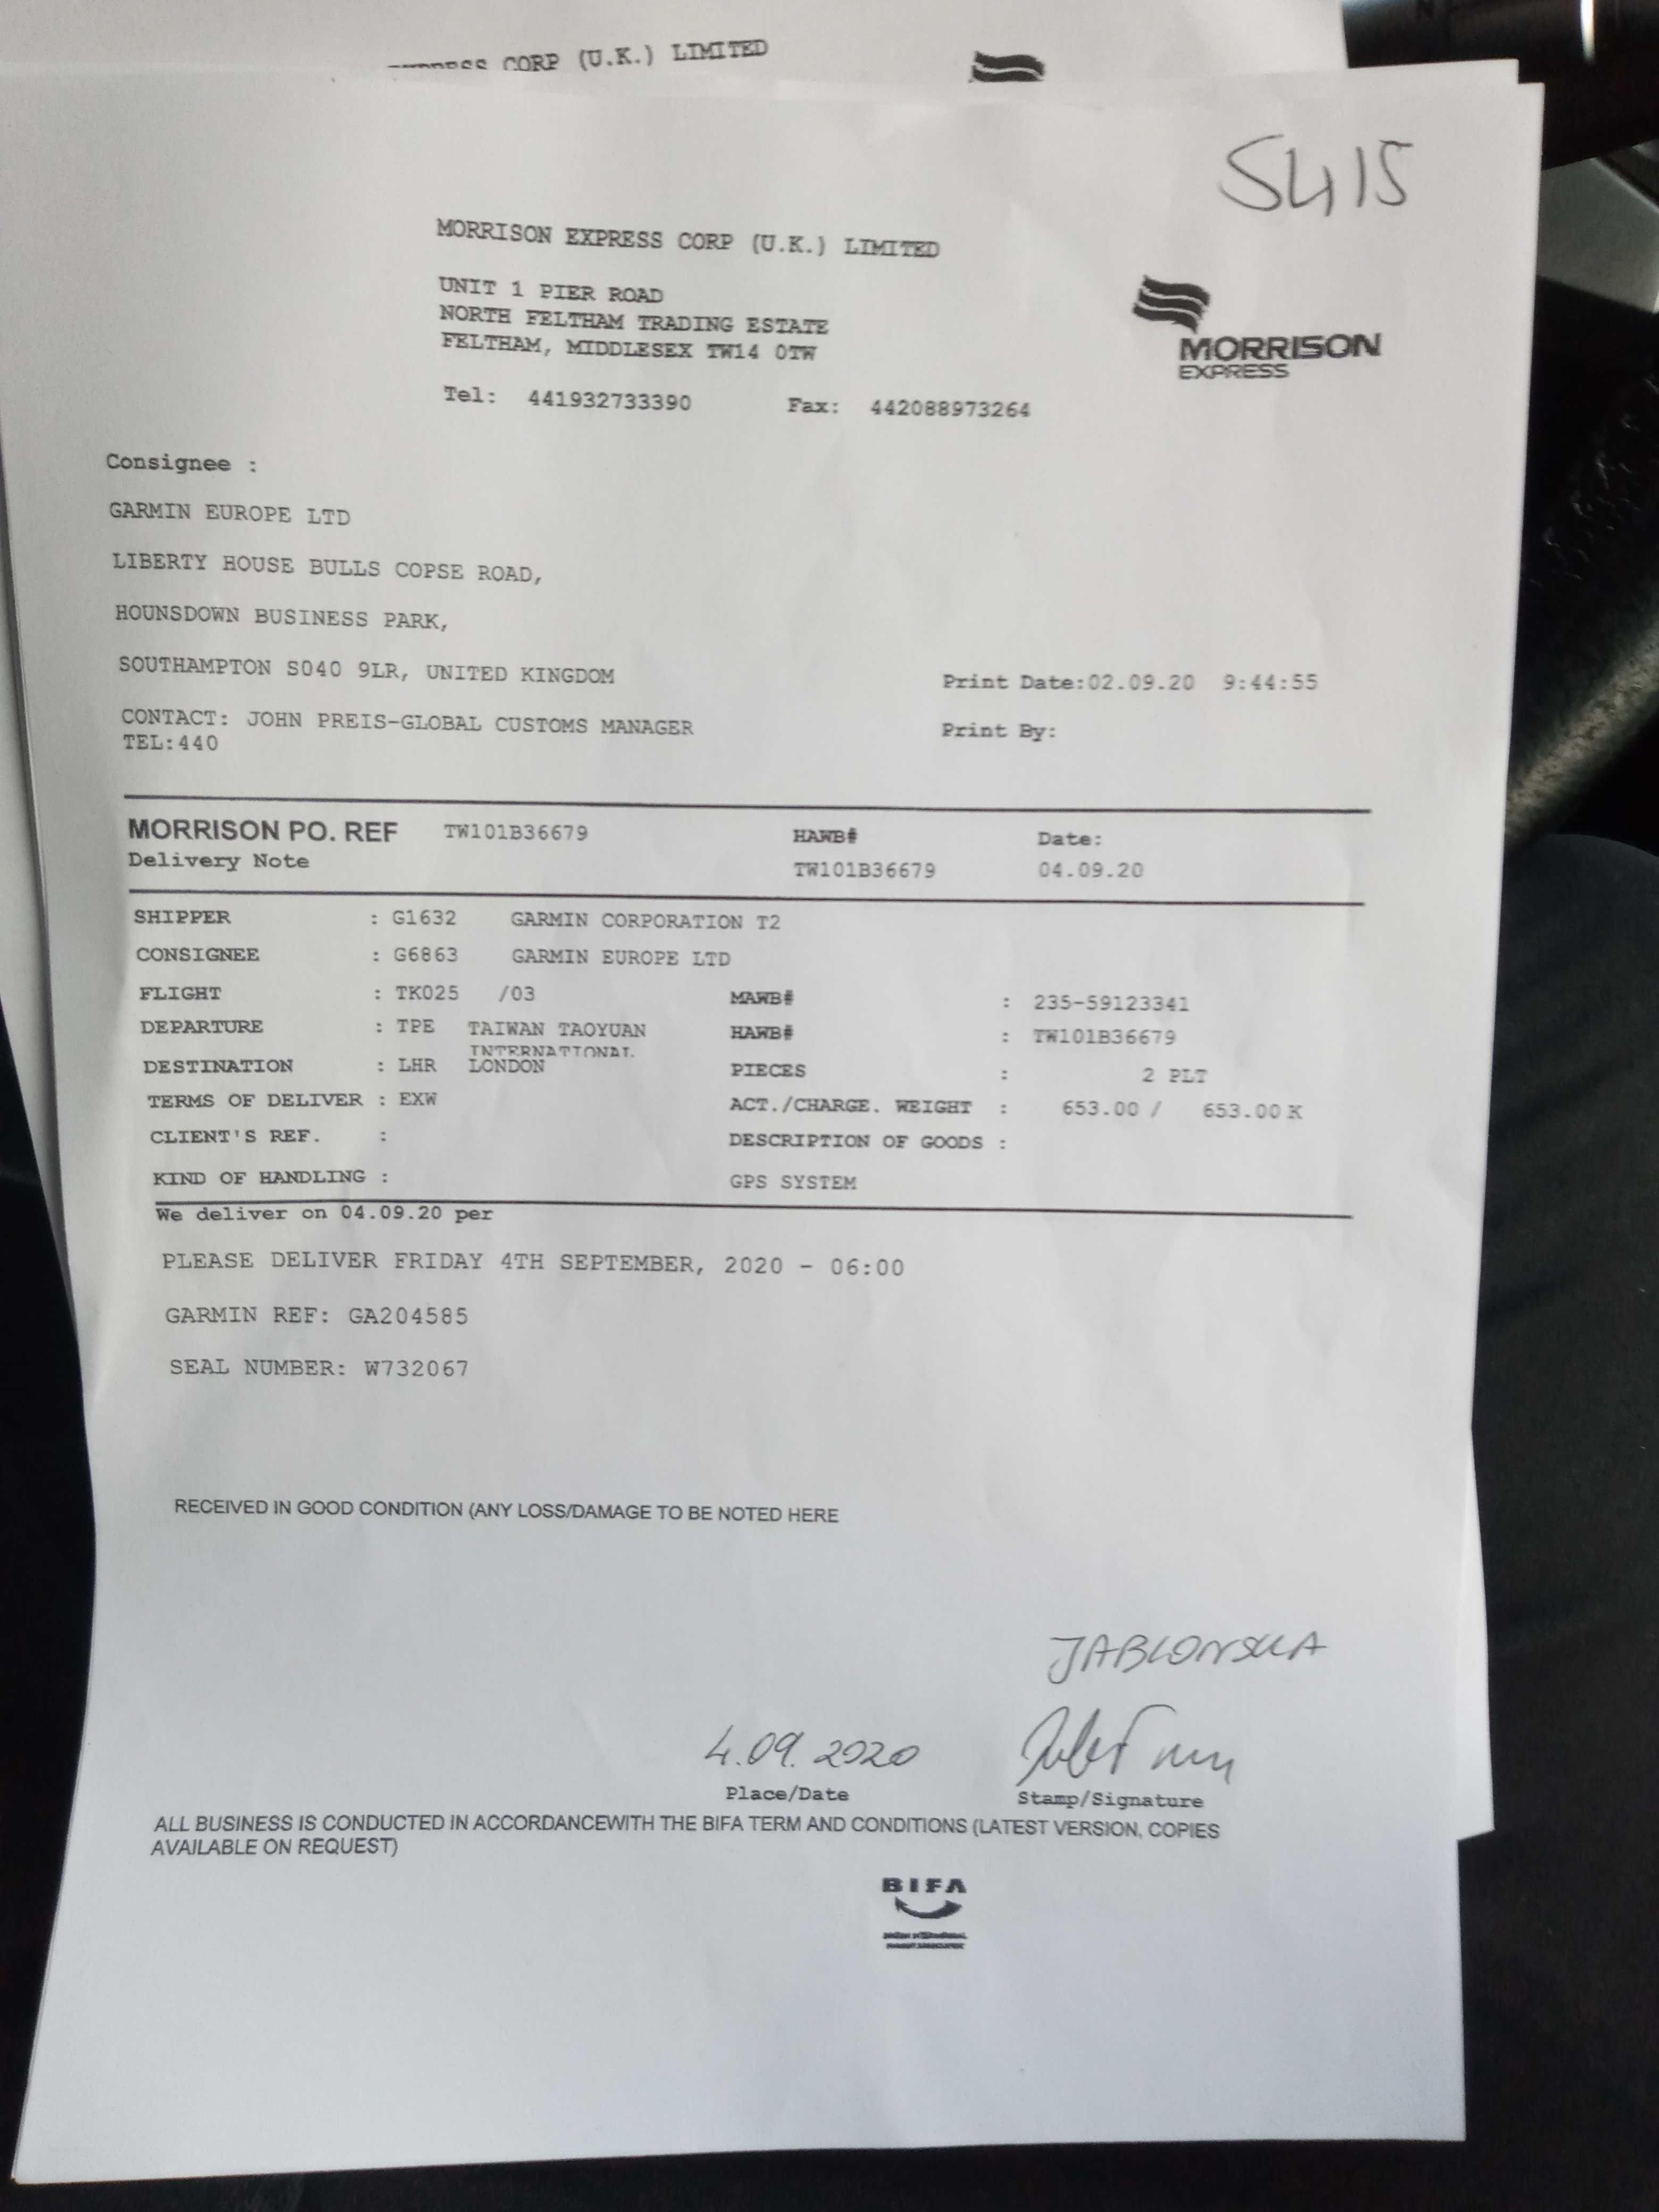 CORP (U.K.) LIMITED
5415
MORRISON EXPRESS CORP (U.K.) LIMITED
UNIT 1 PIER ROAD
NORTH FELTHAM TRADING ESTATE
FELTHAM, MIDDLESEX TW14 0TW
MORRISON
EXPRESS
Tel: 441932733390 Fax: 442088973264
Consignee :
GARMIN EUROPE LTD
LIBERTY HOUSE BULLS COPSE ROAD,
HOUNSDOWN BUSINESS PARK,
SOUTHAMPTON SO40 9LR, UNITED KINGDOM
Print Date:02.09.20 9:44:55
CONTACT: JOHN PREIS-GLOBAL CUSTOMS MANAGER
TEL:440
Print By:
MORRISON PO. REF TW101B36679 HAWB# Date:
Delivery Note TW101B36679 04.09.20
SHIPPER : G1632 GARMIN CORPORATION T2
CONSIGNEE : G6863 GARMIN EUROPE LTD
FLIGHT : TK025 /03 MAWB# : 235-59123341
DEPARTURE : TPE TAIWAN TAOYUAN INTERNATIONAL HAWB# : TW101B36679
DESTINATION : LHR LONDON PIECES : 2 PLT
TERMS OF DELIVER : EXW ACT./CHARGE. WEIGHT : 653.00 / 653.00 K
CLIENT'S REF. : DESCRIPTION OF GOODS :
KIND OF HANDLING : GPS SYSTEM
We deliver on 04.09.20 per
PLEASE DELIVER FRIDAY 4TH SEPTEMBER, 2020 - 06:00
GARMIN REF: GA204585
SEAL NUMBER: W732067
RECEIVED IN GOOD CONDITION (ANY LOSS/DAMAGE TO BE NOTED HERE
JABLONSKA
4.09.2020
Place/Date Stamp/Signature
ALL BUSINESS IS CONDUCTED IN ACCORDANCEWITH THE BIFA TERM AND CONDITIONS (LATEST VERSION, COPIES
AVAILABLE ON REQUEST)
BIFA